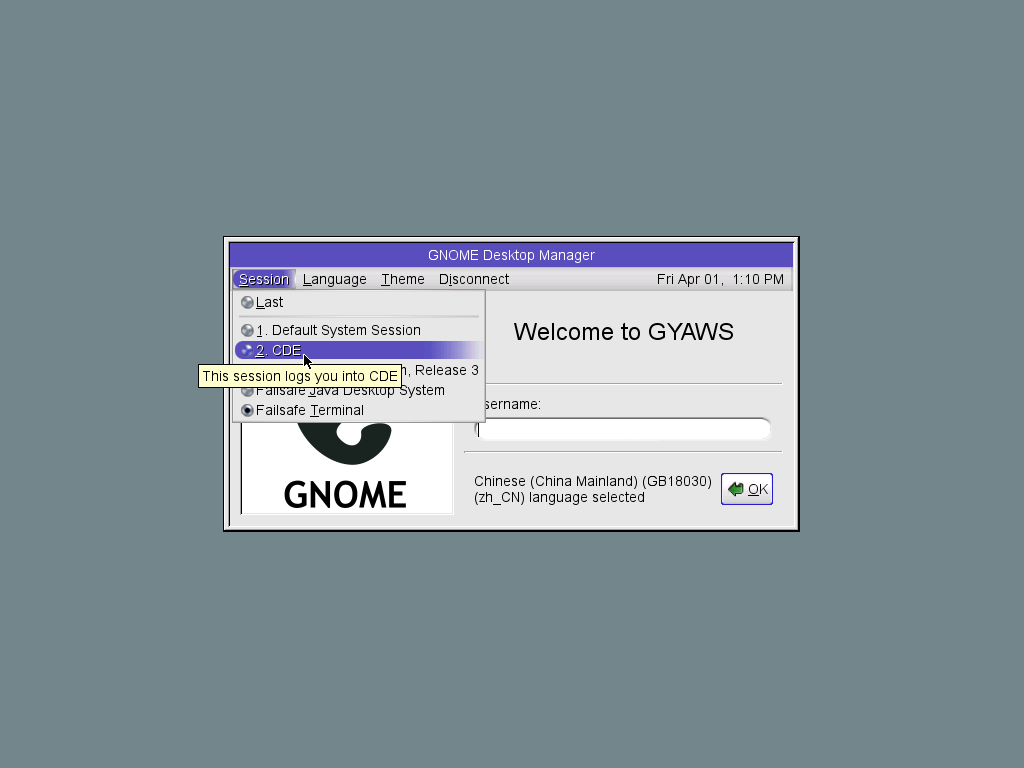 GNOME Desktop Manager
Session Language Theme Disconnect Fri Apr 01, 1:10 PM
Last
1. Default System Session
2. CDE
This session logs you into CDE
, Release 3
Failsafe Java Desktop System
Failsafe Terminal
Welcome to GYAWS
sername:
Chinese (China Mainland) (GB18030)
(zh_CN) language selected
OK
GNOME